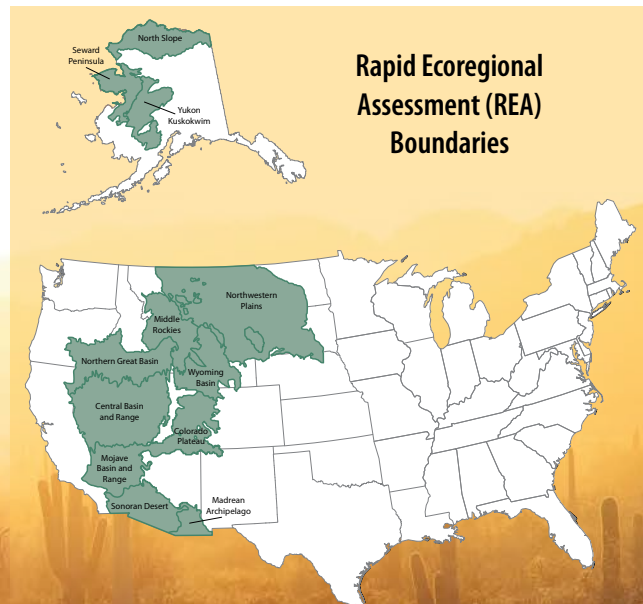 North Slope
Seward
Peninsula
Yukon
Kuskokwim
Rapid Ecoregional
Assessment (REA)
Boundaries
Northwestern
Plains
Middle
Rockies
Northern Great Basin
Wyoming
Basin
Central Basin
and Range
Colorado
Plateau
Mojave
Basin and
Range
Sonoran Desert
Madrean
Archipelago